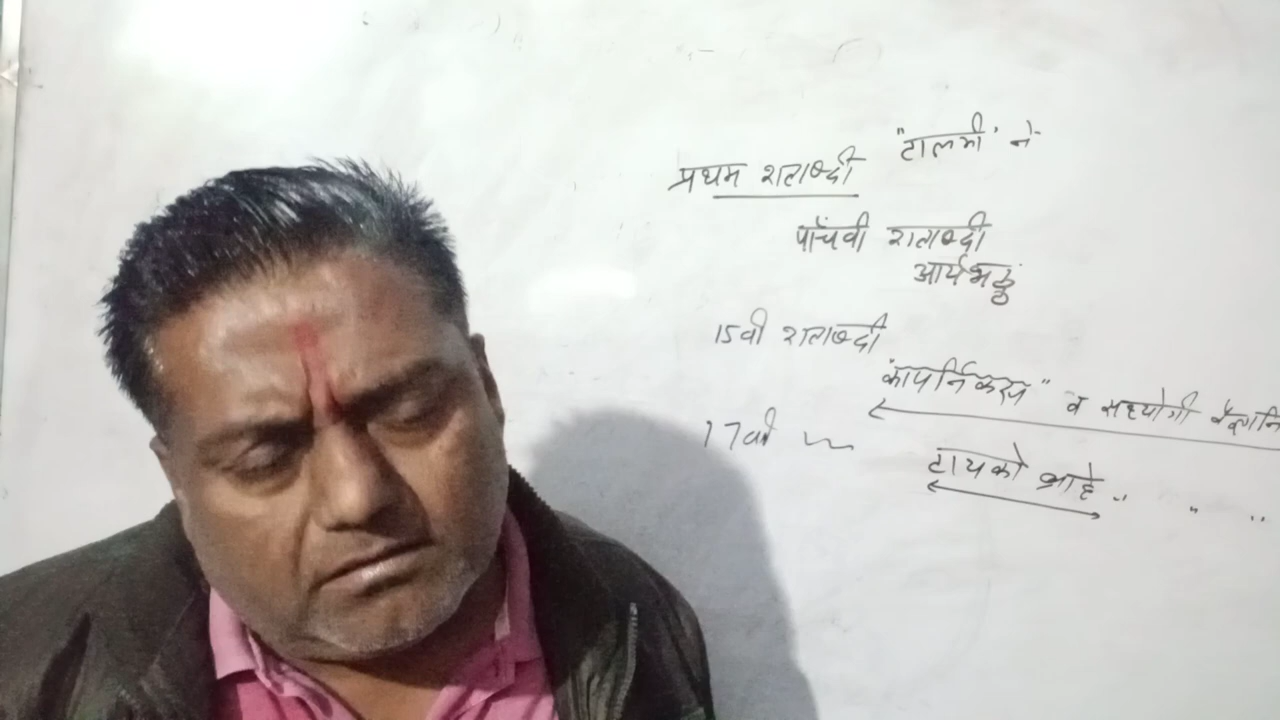 प्रथम शताब्दी "टालमी' ने
पाँचवी शताब्दी
आर्यभट्ट
15वी शताब्दी
"कापर्निकस" व सहयोगी
17वी
टायको ब्राहे " " "